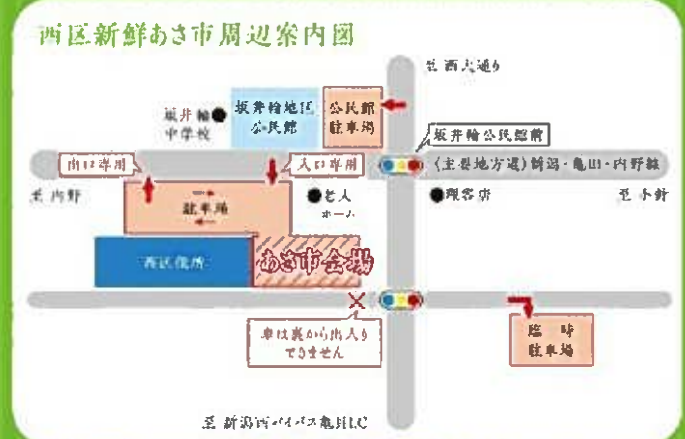 西区新鮮あさ市周辺案内図
至 西大通り
坂井輪
中学校
坂井輪地区
公民館
公民館
駐車場
坂井輪公民館前
出口専用
入口専用
(主要地方道)新潟・亀田・内野線
至 内野
駐車場
老人
ホーム
理容店
至 小針
西区役所
あさ市会場
車は裏から出入り
できません
臨 時
駐車場
至 新潟西バイパス亀貝I.C